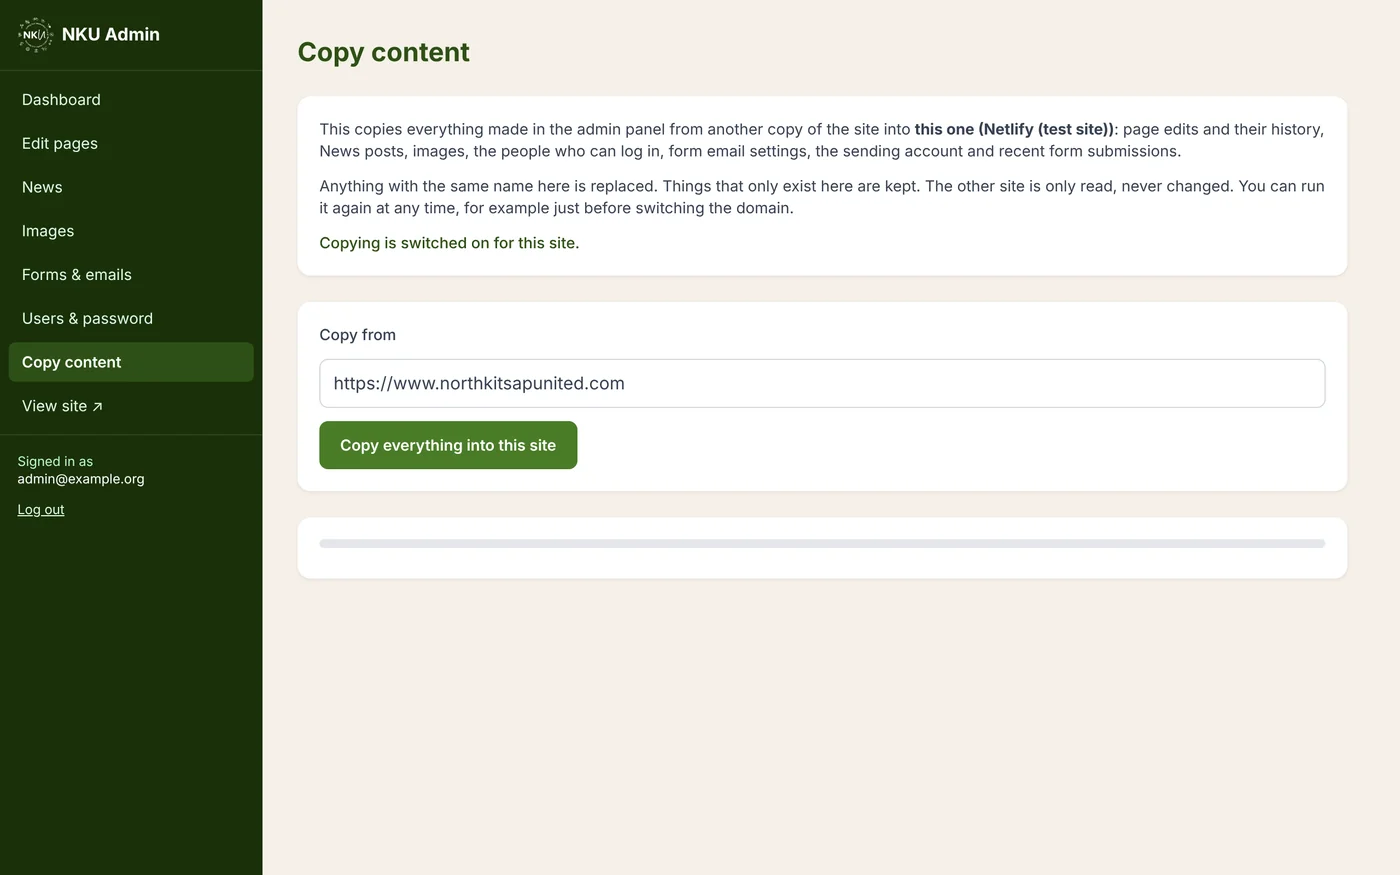 NKU
NKU Admin
Dashboard
Edit pages
News
Images
Forms & emails
Users & password
Copy content
View site ↗
Signed in as
admin@example.org
Log out
Copy content
This copies everything made in the admin panel from another copy of the site into this one (Netlify (test site)): page edits and their history,
News posts, images, the people who can log in, form email settings, the sending account and recent form submissions.
Anything with the same name here is replaced. Things that only exist here are kept. The other site is only read, never changed. You can run
it again at any time, for example just before switching the domain.
Copying is switched on for this site.
Copy from
https://www.northkitsapunited.com
Copy everything into this site